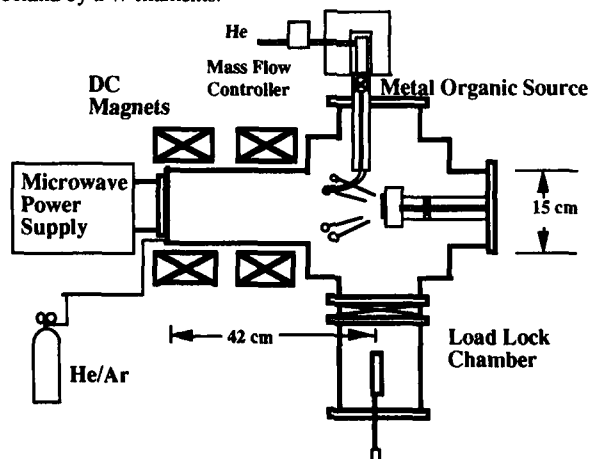 He
Mass Flow
Controller
Metal Organic Source
DC
Magnets
Microwave
Power
Supply
15 cm
42 cm
He/Ar
Load Lock
Chamber